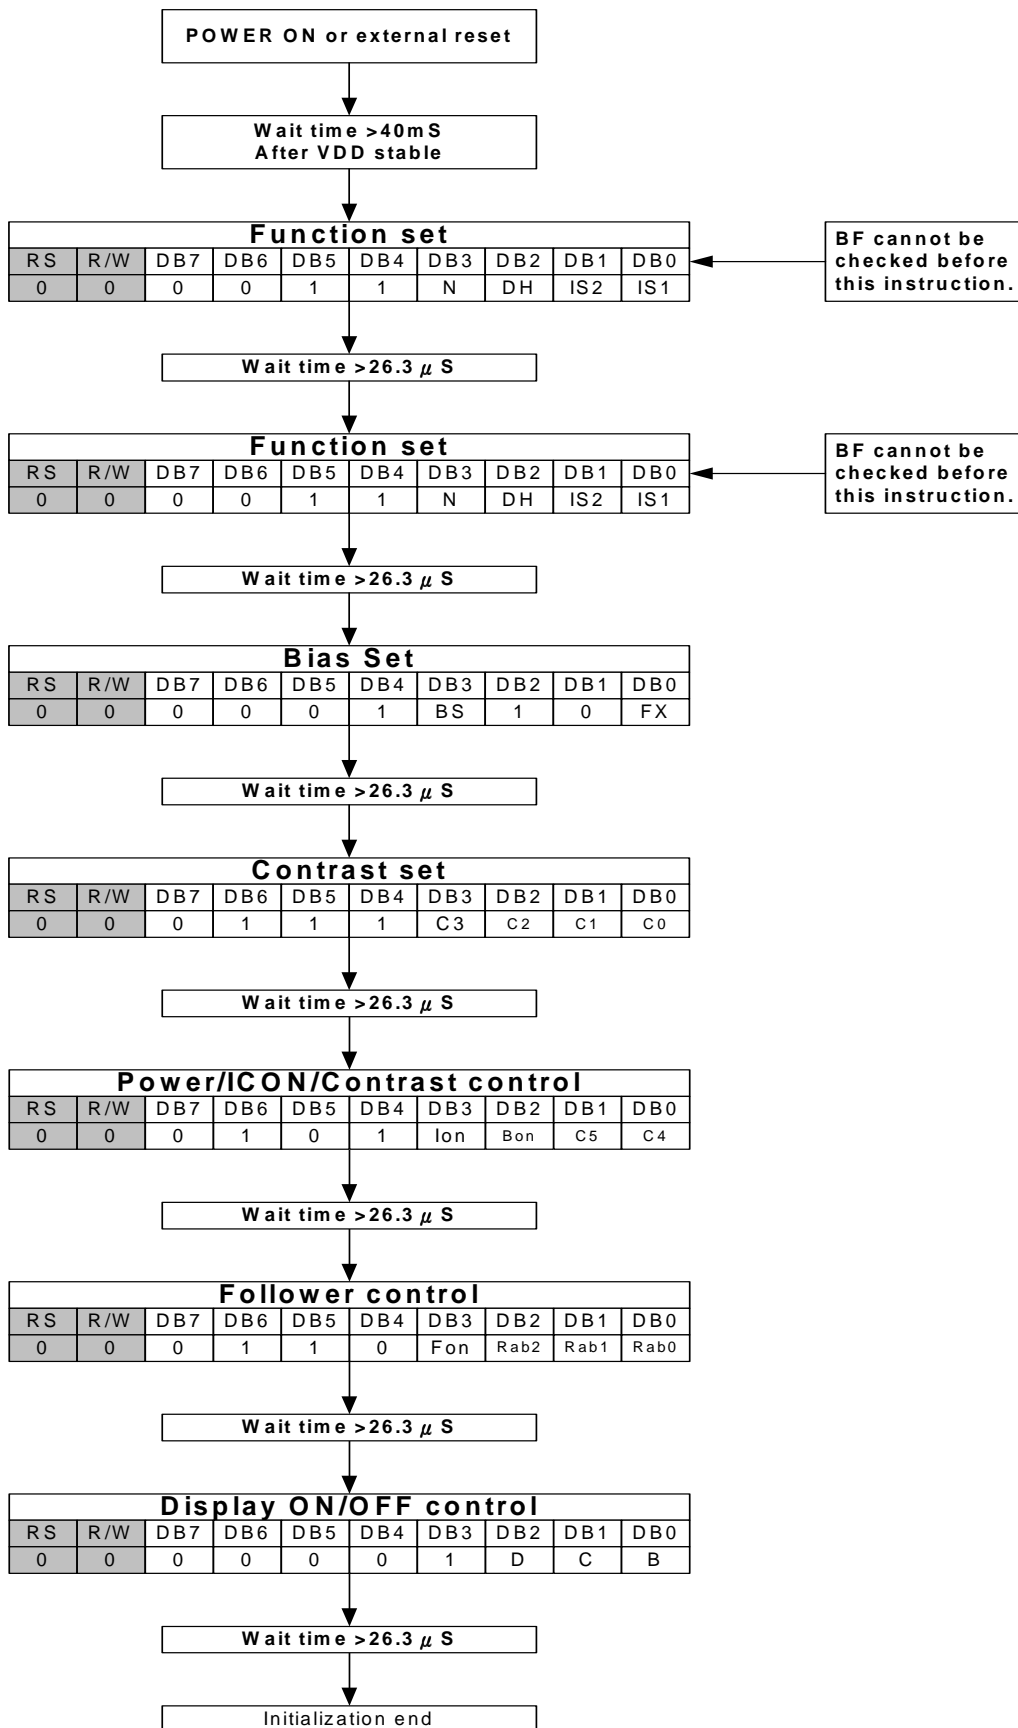 POWER ON or external reset
Wait time >40mS
After VDD stable
Function set
RS R/W DB7 DB6 DB5 DB4 DB3 DB2 DB1 DB0
0 0 0 0 1 1 N DH IS2 IS1
BF cannot be
checked before
this instruction.
Wait time >26.3 μS
Function set
RS R/W DB7 DB6 DB5 DB4 DB3 DB2 DB1 DB0
0 0 0 0 1 1 N DH IS2 IS1
BF cannot be
checked before
this instruction.
Wait time >26.3 μS
Bias Set
RS R/W DB7 DB6 DB5 DB4 DB3 DB2 DB1 DB0
0 0 0 0 0 1 BS 1 0 FX
Wait time >26.3 μS
Contrast set
RS R/W DB7 DB6 DB5 DB4 DB3 DB2 DB1 DB0
0 0 0 1 1 1 C3 C2 C1 C0
Wait time >26.3 μS
Power/ICON/Contrast control
RS R/W DB7 DB6 DB5 DB4 DB3 DB2 DB1 DB0
0 0 0 1 0 1 Ion Bon C5 C4
Wait time >26.3 μS
Follower control
RS R/W DB7 DB6 DB5 DB4 DB3 DB2 DB1 DB0
0 0 0 1 1 0 Fon Rab2 Rab1 Rab0
Wait time >26.3 μS
Display ON/OFF control
RS R/W DB7 DB6 DB5 DB4 DB3 DB2 DB1 DB0
0 0 0 0 0 0 1 D C B
Wait time >26.3 μS
Initialization end